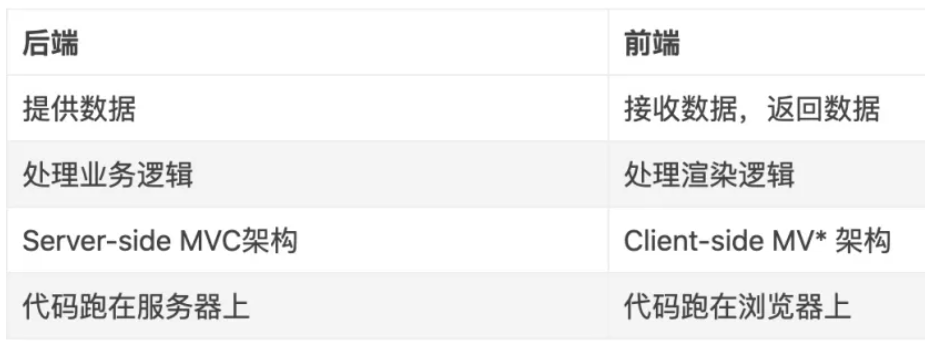 后端 前端
提供数据 接收数据，返回数据
处理业务逻辑 处理渲染逻辑
Server-side MVC架构 Client-side MV* 架构
代码跑在服务器上 代码跑在浏览器上